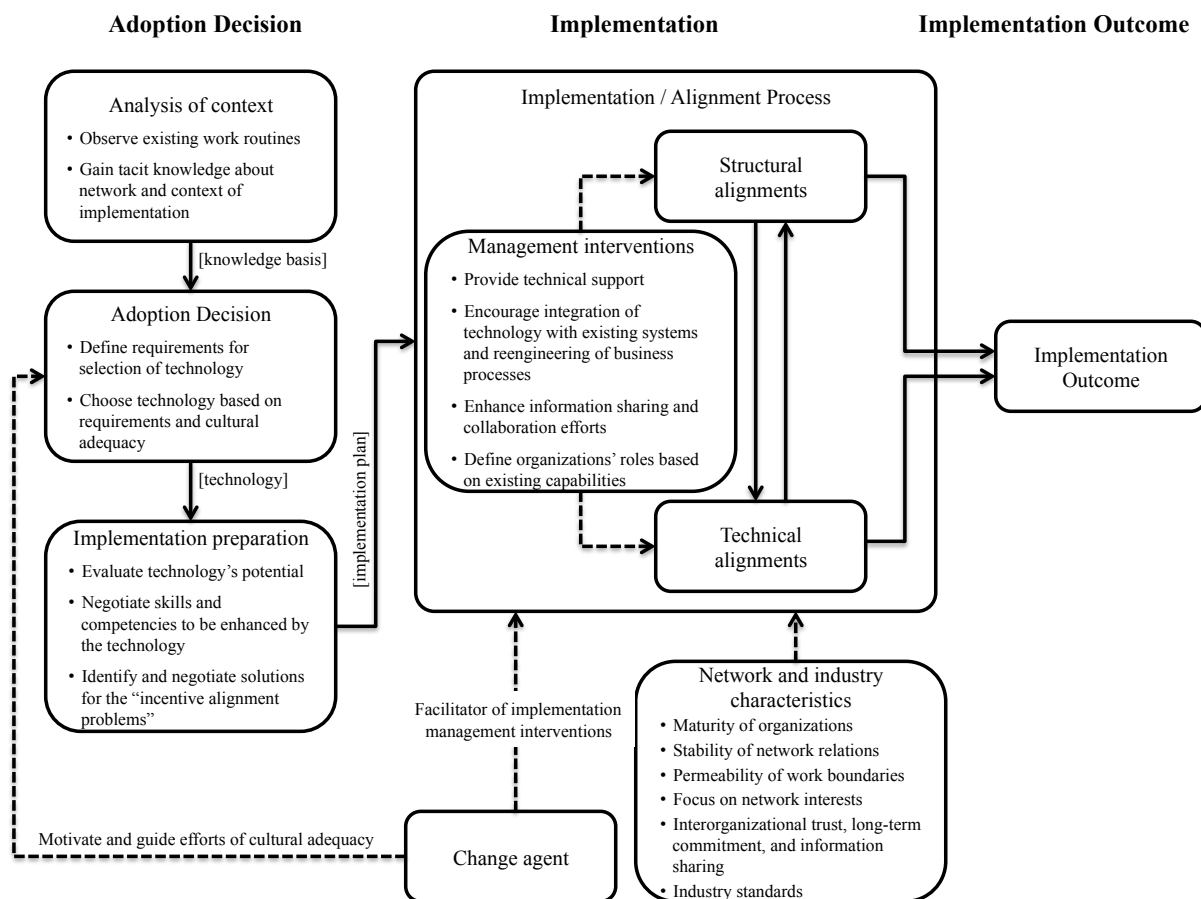 Adoption Decision
Implementation
Implementation Outcome
Analysis of context
• Observe existing work routines
• Gain tacit knowledge about
network and context of
implementation
[knowledge basis]
Adoption Decision
• Define requirements for
selection of technology
• Choose technology based on
requirements and cultural
adequacy
[technology]
Implementation preparation
• Evaluate technology’s potential
• Negotiate skills and
competencies to be enhanced by
the technology
• Identify and negotiate solutions
for the “incentive alignment
problems”
[implementation plan]
Implementation / Alignment Process
Structural
alignments
Management interventions
• Provide technical support
• Encourage integration of
technology with existing systems
and reengineering of business
processes
• Enhance information sharing and
collaboration efforts
• Define organizations’ roles based
on existing capabilities
Technical
alignments
Implementation
Outcome
Facilitator of implementation
management interventions
Network and industry
characteristics
• Maturity of organizations
• Stability of network relations
• Permeability of work boundaries
• Focus on network interests
• Interorganizational trust, long-term
commitment, and information
sharing
• Industry standards
Motivate and guide efforts of cultural adequacy
Change agent